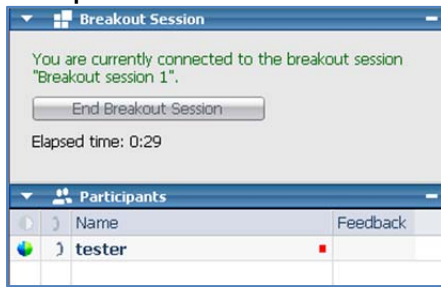 Breakout Session
You are currently connected to the breakout session
"Breakout session 1".
End Breakout Session
Elapsed time: 0:29
Participants
Name Feedback
tester